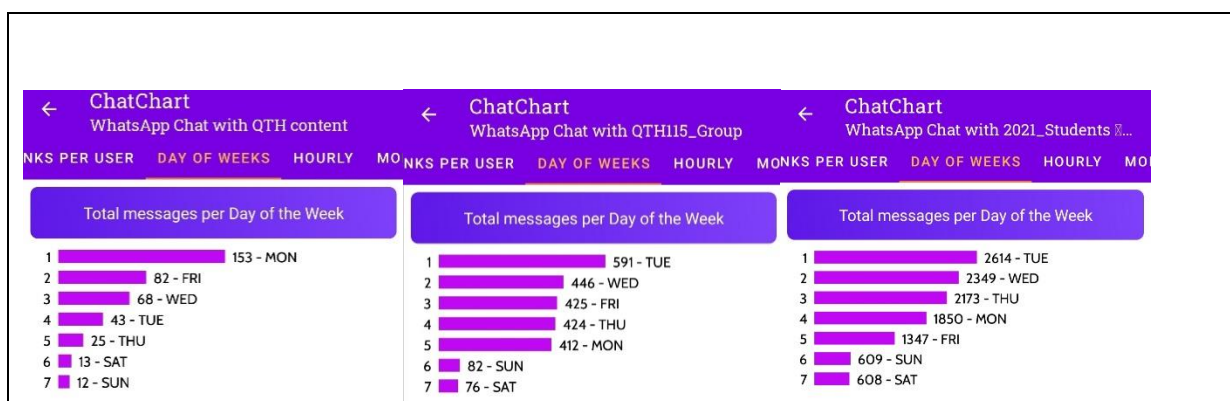 ChatChart
WhatsApp Chat with QTH content
NKS PER USER DAY OF WEEKS HOURLY MO
Total messages per Day of the Week
1 153 - MON
2 82 - FRI
3 68 - WED
4 43 - TUE
5 25 - THU
6 13 - SAT
7 12 - SUN
ChatChart
WhatsApp Chat with QTH115_Group
NKS PER USER DAY OF WEEKS HOURLY MO
Total messages per Day of the Week
1 591 - TUE
2 446 - WED
3 425 - FRI
4 424 - THU
5 412 - MON
6 82 - SUN
7 76 - SAT
ChatChart
WhatsApp Chat with 2021_Students ...
NKS PER USER DAY OF WEEKS HOURLY MO
Total messages per Day of the Week
1 2614 - TUE
2 2349 - WED
3 2173 - THU
4 1850 - MON
5 1347 - FRI
6 609 - SUN
7 608 - SAT